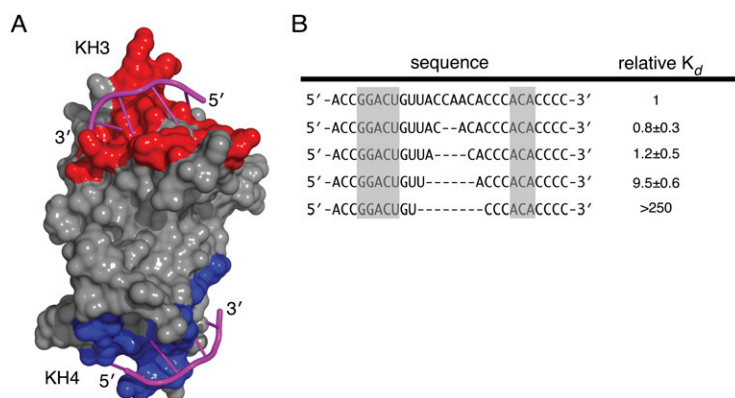 A
KH3
5′
3′
3′
5′
KH4
B
sequence relative K_d
5′-ACCGGACUGUUACCAACACCCACACCCC-3′ 1
5′-ACCGGACUGUUAC--ACACCCACACCCC-3′ 0.8±0.3
5′-ACCGGACUGUUA----CACCCACACCCC-3′ 1.2±0.5
5′-ACCGGACUGUU------ACCCACACCCC-3′ 9.5±0.6
5′-ACCGGACUGU--------CCCACACCCC-3′ >250